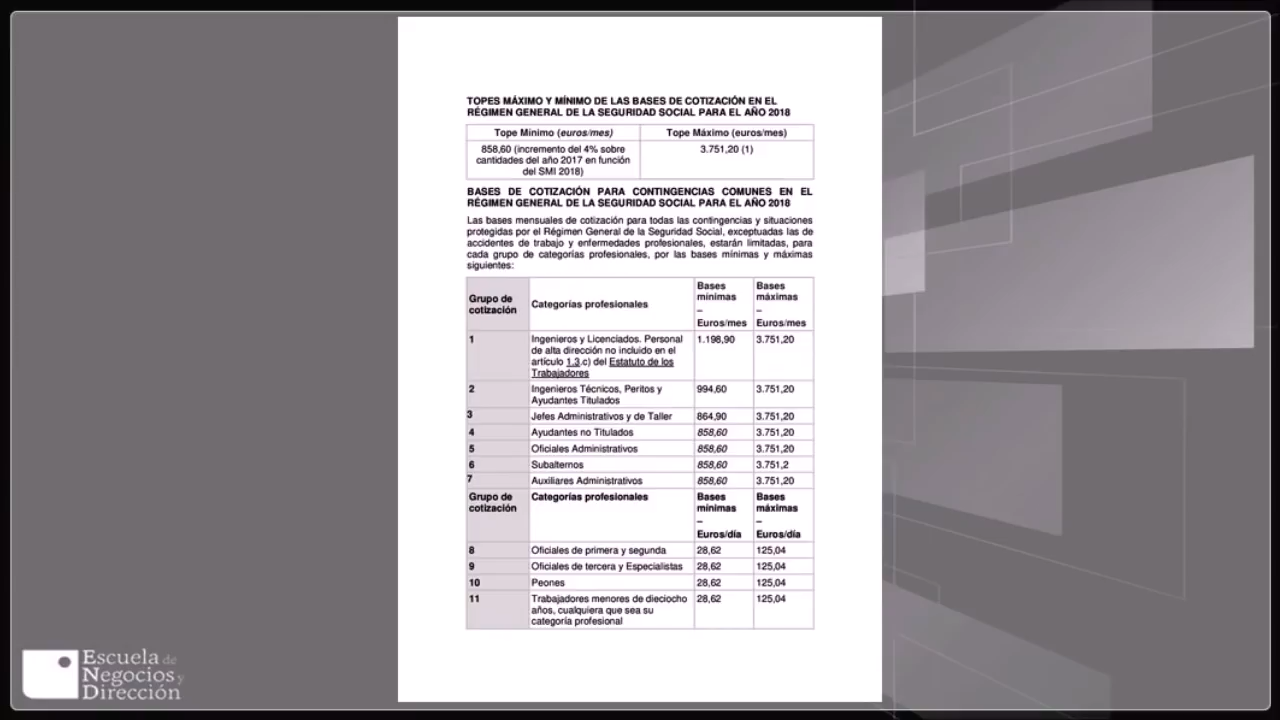 TOPES MÁXIMO Y MÍNIMO DE LAS BASES DE COTIZACIÓN EN EL
RÉGIMEN GENERAL DE LA SEGURIDAD SOCIAL PARA EL AÑO 2018
Tope Mínimo (euros/mes) Tope Máximo (euros/mes)
858,60 (incremento del 4% sobre 3.751,20 (1)
cantidades del año 2017 en función
del SMI 2018)
BASES DE COTIZACIÓN PARA CONTINGENCIAS COMUNES EN EL
RÉGIMEN GENERAL DE LA SEGURIDAD SOCIAL PARA EL AÑO 2018
Las bases mensuales de cotización para todas las contingencias y situaciones
protegidas por el Régimen General de la Seguridad Social, exceptuadas las de
accidentes de trabajo y enfermedades profesionales, estarán limitadas, para
cada grupo de categorías profesionales, por las bases mínimas y máximas
siguientes:
Grupo de cotización
Categorías profesionales
Bases mínimas – Euros/mes
Bases máximas – Euros/mes
1 Ingenieros y Licenciados. Personal 1.198,90 3.751,20
de alta dirección no incluido en el
artículo 1.3.c) del Estatuto de los
Trabajadores
2 Ingenieros Técnicos, Peritos y 994,60 3.751,20
Ayudantes Titulados
3 Jefes Administrativos y de Taller 864,90 3.751,20
4 Ayudantes no Titulados 858,60 3.751,20
5 Oficiales Administrativos 858,60 3.751,20
6 Subalternos 858,60 3.751,2
7 Auxiliares Administrativos 858,60 3.751,20
Grupo de cotización
Categorías profesionales
Bases mínimas – Euros/día
Bases máximas – Euros/día
8 Oficiales de primera y segunda 28,62 125,04
9 Oficiales de tercera y Especialistas 28,62 125,04
10 Peones 28,62 125,04
11 Trabajadores menores de dieciocho 28,62 125,04
años, cualquiera que sea su
categoría profesional
Escuela de
Negocios y
Dirección